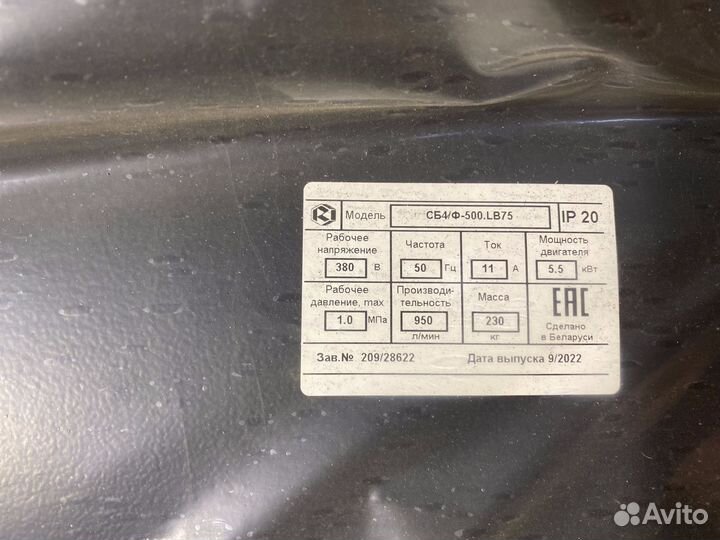 Модель СБ4/Ф-500.LB75 IP 20
Рабочее напряжение 380 В
Частота 50 Гц
Ток 11 А
Мощность двигателя 5.5 кВт
Рабочее давление, max 1.0 МПа
Производи-
тельность 950 л/мин
Масса 230 кг
EAC
Сделано
в Беларуси
Зав.№ 209/28622 Дата выпуска 9/2022
Avito